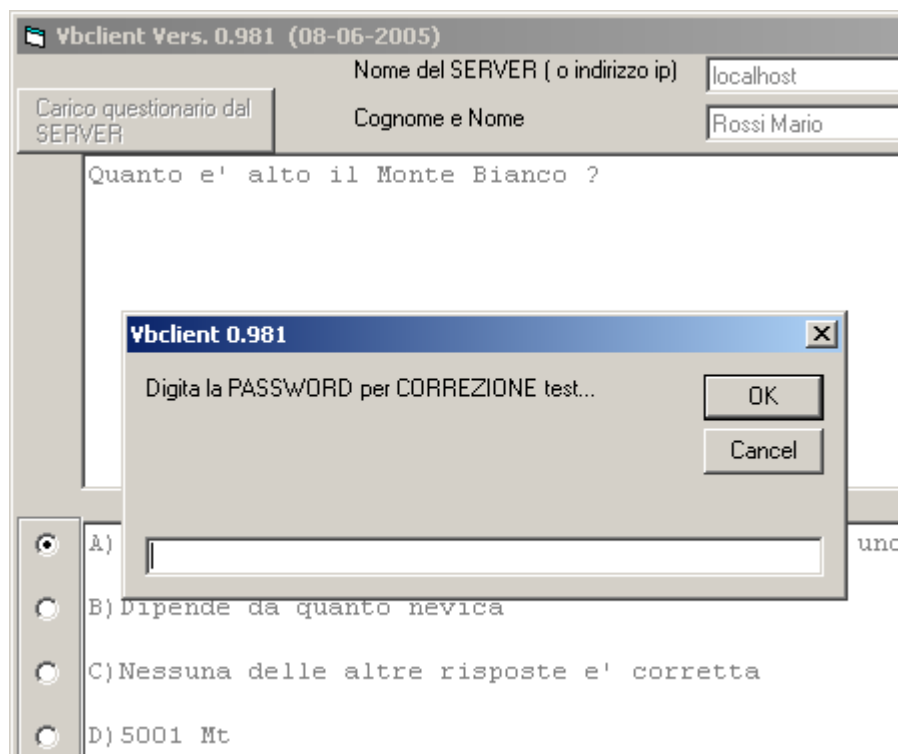 Vbclient Vers. 0.981 (08-06-2005)
Nome del SERVER ( o indirizzo ip)
localhost
Carico questionario dal
SERVER
Cognome e Nome
Rossi Mario
Quanto e' alto il Monte Bianco ?
Vbclient 0.981
Digita la PASSWORD per CORREZIONE test...
OK
Cancel
A)
B)Dipende da quanto nevica
C)Nessuna delle altre risposte e' corretta
D)5001 Mt